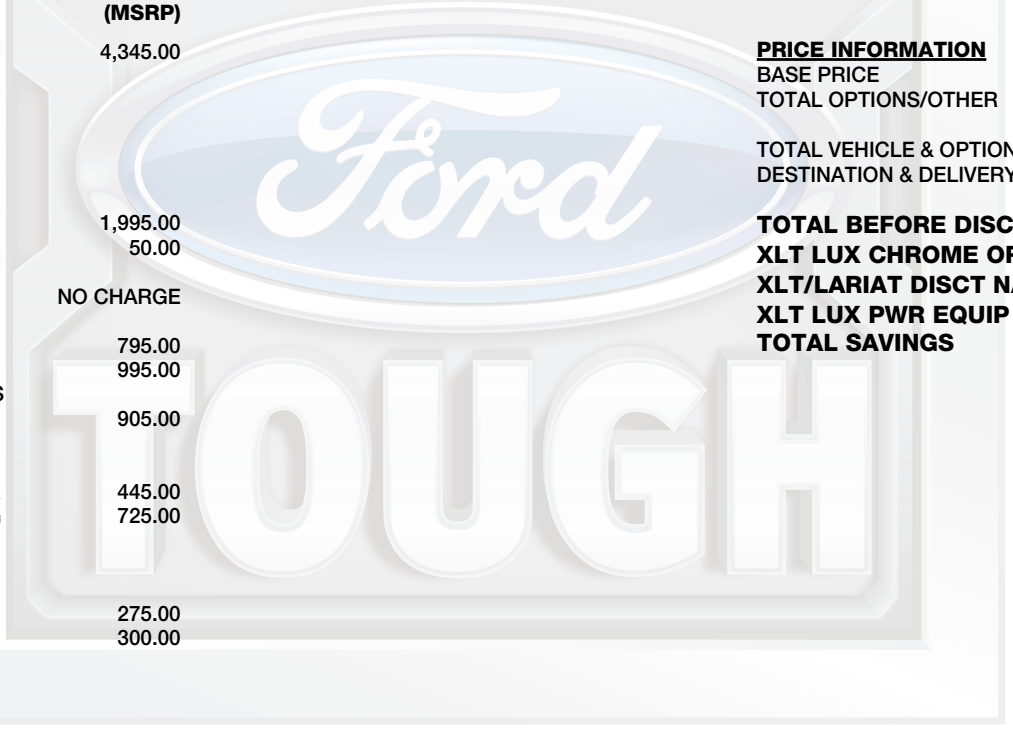 (MSRP)
4,345.00
1,995.00
50.00
NO CHARGE
795.00
995.00
905.00
445.00
725.00
275.00
300.00
PRICE INFORMATION
BASE PRICE
TOTAL OPTIONS/OTHER
TOTAL VEHICLE & OPTION
DESTINATION & DELIVERY
TOTAL BEFORE DISC
XLT LUX CHROME
XLT/LARIAT DISCT
XLT LUX PWR EQUIP
TOTAL SAVINGS
Ford
TOUGH